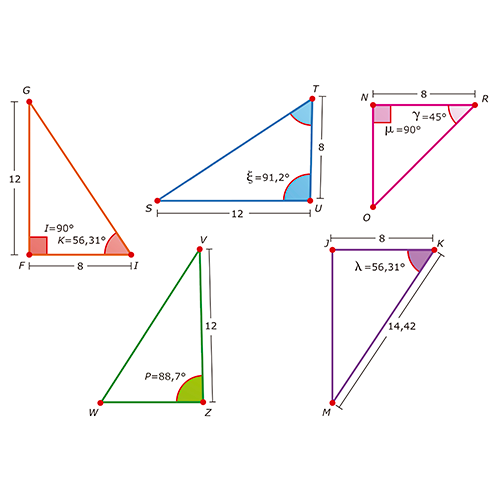 G
12
I=90°
K=56,31°
F
8
I
T
8
ξ=91,2°
S
U
12
8
N
R
γ=45°
μ=90°
O
V
12
P=88,7°
W
Z
8
J
K
λ=56,31°
14,42
M